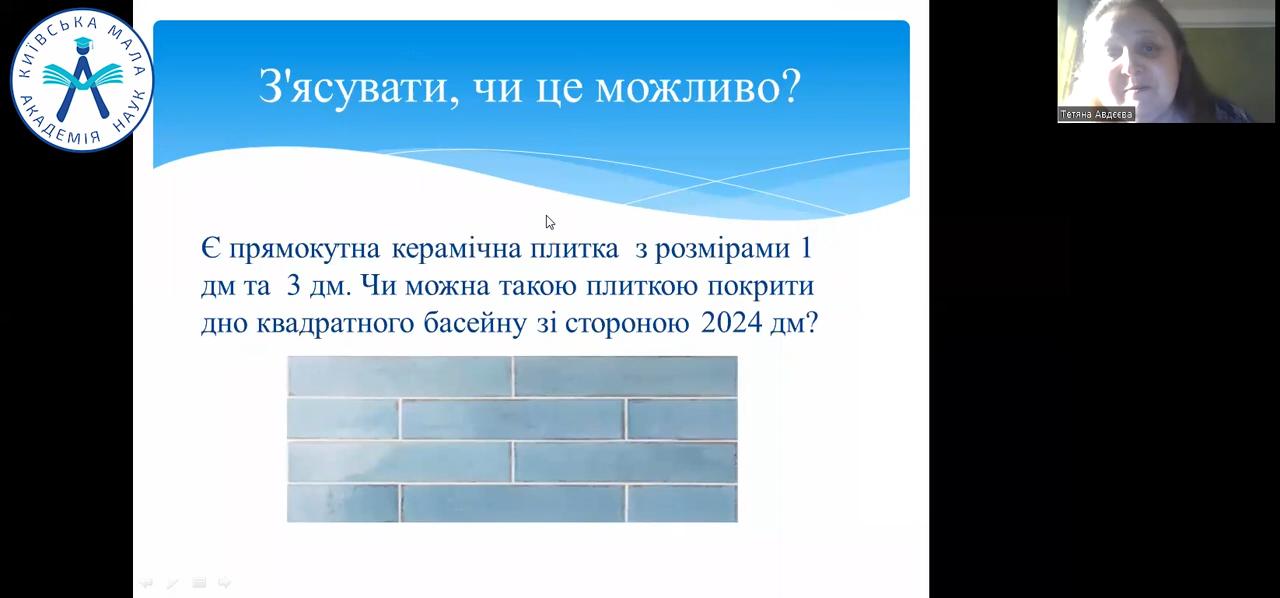 КИЇВСЬКА МАЛА
АКАДЕМІЯ НАУК
З'ясувати, чи це можливо?
Тетяна Авдєєва
Є прямокутна керамічна плитка з розмірами 1
дм та 3 дм. Чи можна такою плиткою покрити
дно квадратного басейну зі стороною 2024 дм?